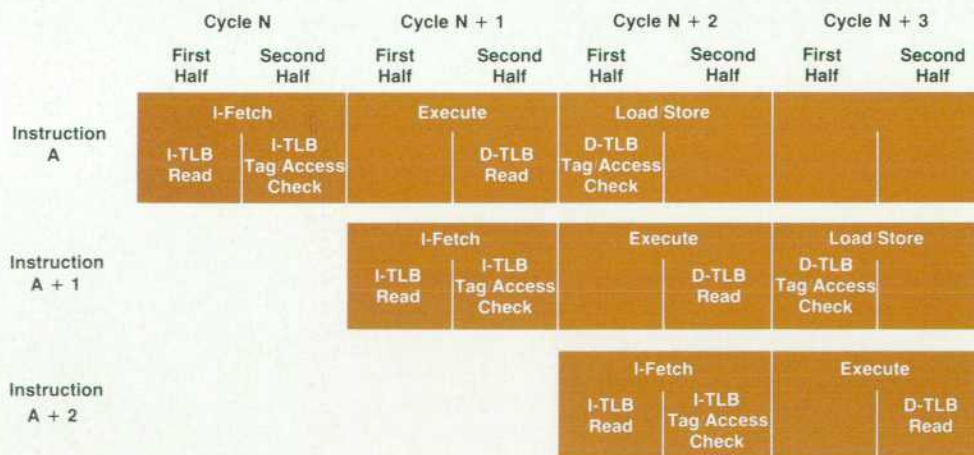 Cycle N Cycle N + 1 Cycle N + 2 Cycle N + 3
First Half Second Half First Half Second Half First Half Second Half First Half Second Half
Instruction A
I-Fetch Execute Load/Store
I-TLB Read I-TLB Tag Access Check D-TLB Read D-TLB Tag Access Check
Instruction A + 1
I-Fetch Execute Load/Store
I-TLB Read I-TLB Tag Access Check D-TLB Read D-TLB Tag Access Check
Instruction A + 2
I-Fetch Execute
I-TLB Read I-TLB Tag Access Check D-TLB Read